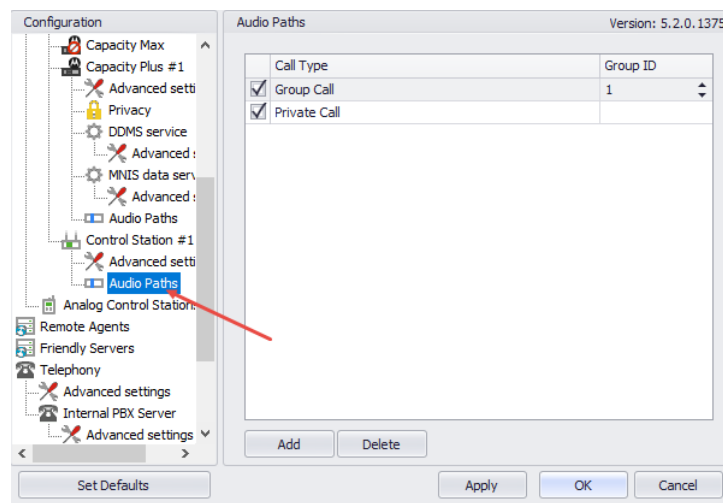 Configuration
Capacity Max
Capacity Plus #1
Advanced setti
Privacy
DDMS service
Advanced s
MNIS data serv
Advanced s
Audio Paths
Control Station #1
Advanced setti
Audio Paths
Analog Control Station
Remote Agents
Friendly Servers
Telephony
Advanced settings
Internal PBX Server
Advanced settings
Set Defaults
Audio Paths Version: 5.2.0.1375
Call Type Group ID
Group Call 1
Private Call
Add Delete
Apply OK Cancel